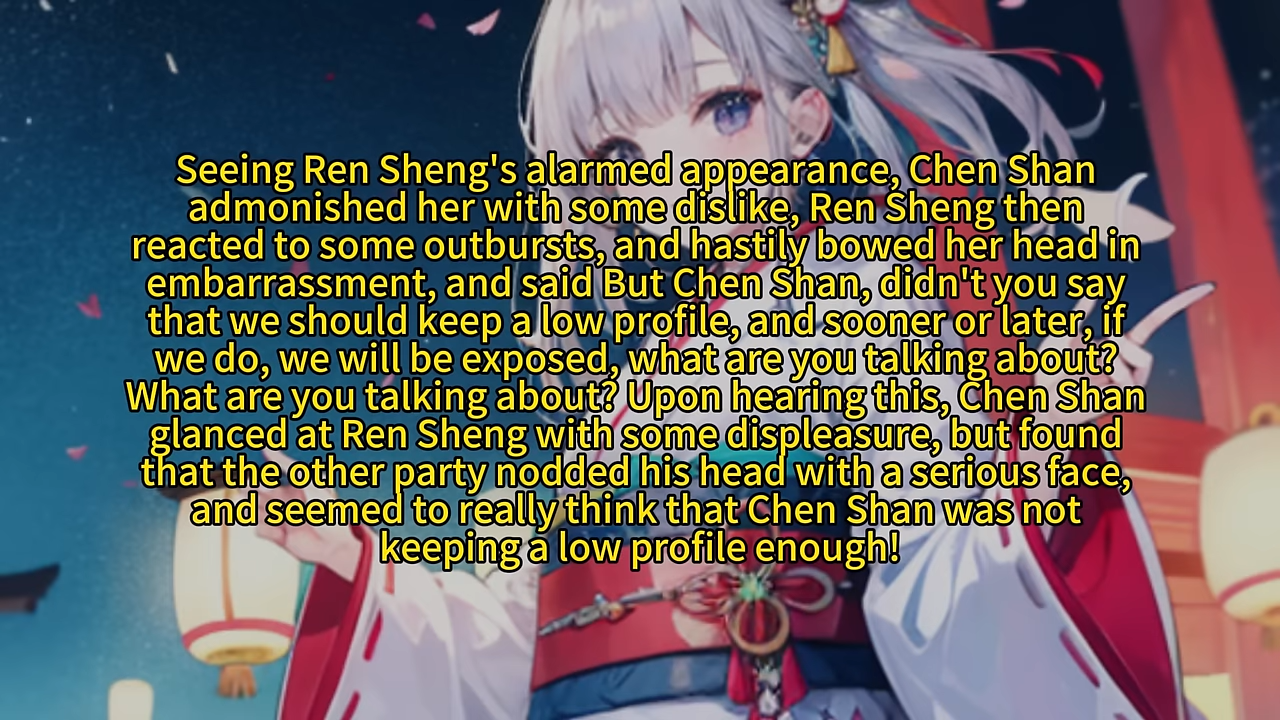 Seeing Ren Sheng's alarmed appearance, Chen Shan
admonished her with some dislike, Ren Sheng then
reacted to some outbursts, and hastily bowed her head in
embarrassment, and said But Chen Shan, didn't you say
that we should keep a low profile, and sooner or later, if
we do, we will be exposed, what are you talking about?
What are you talking about? Upon hearing this, Chen Shan
glanced at Ren Sheng with some displeasure, but found
that the other party nodded his head with a serious face,
and seemed to really think that Chen Shan was not
keeping a low profile enough!